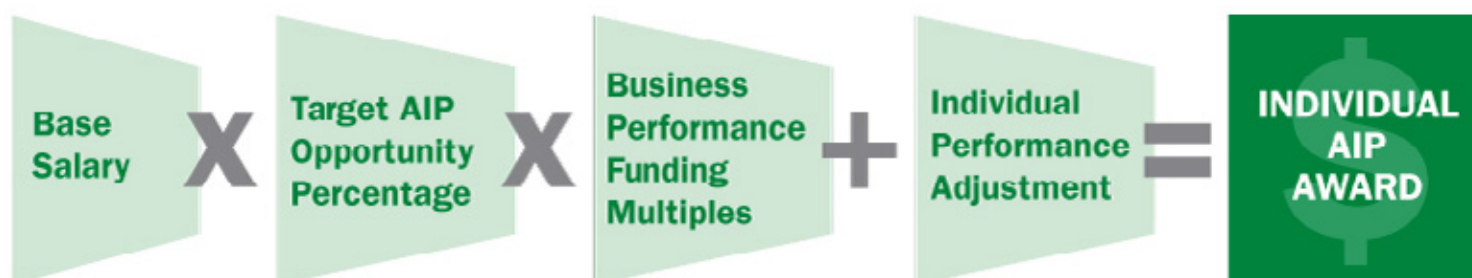 Base
Salary
X
Target AIP
Opportunity
Percentage
X
Business
Performance
Funding
Multiples
+
Individual
Performance
Adjustment
=
$
INDIVIDUAL
AIP
AWARD